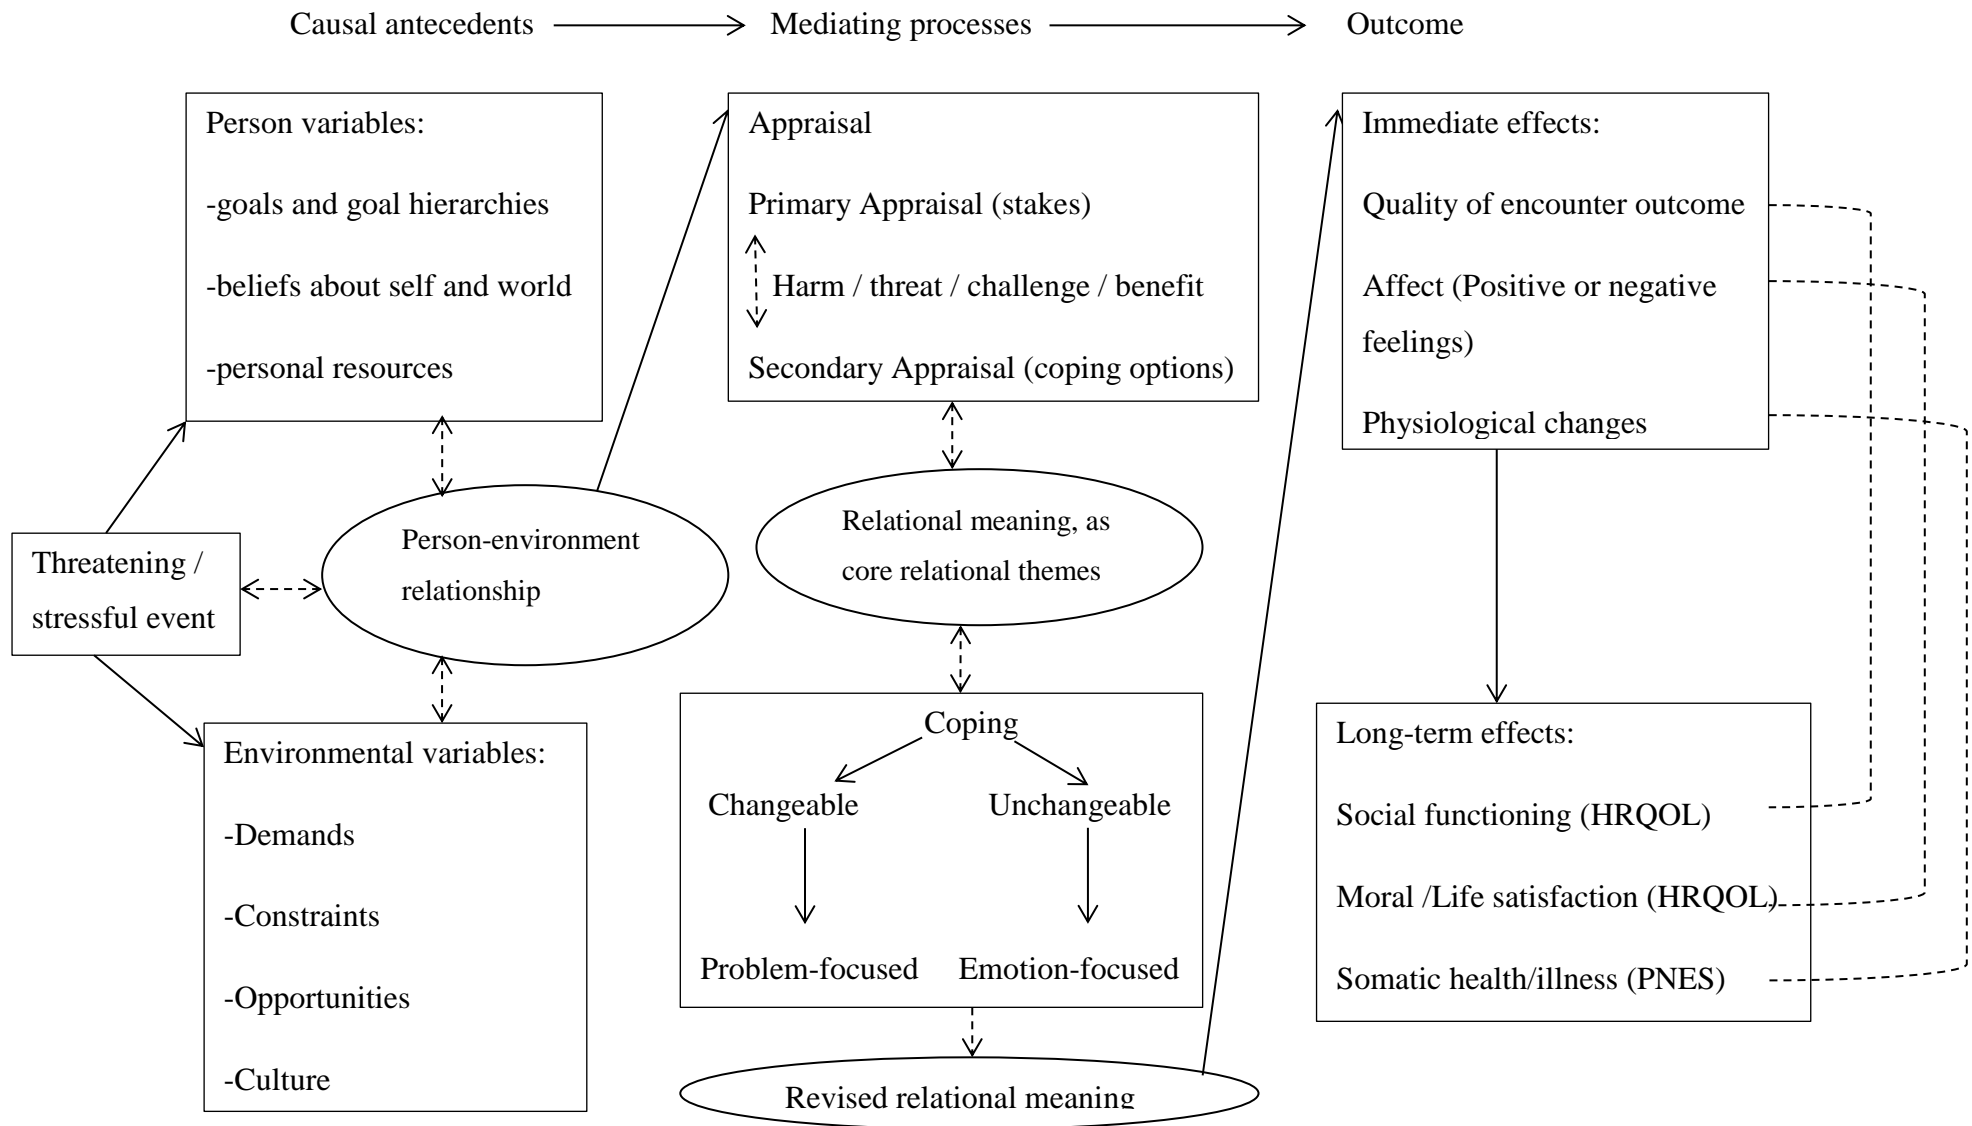 Causal antecedents
Mediating processes
Outcome
Person variables:
-goals and goal hierarchies
-beliefs about self and world
-personal resources
Threatening /
stressful event
Person-environment
relationship
Environmental variables:
-Demands
-Constraints
-Opportunities
-Culture
Appraisal
Primary Appraisal (stakes)
Harm / threat / challenge / benefit
Secondary Appraisal (coping options)
Relational meaning, as
core relational themes
Coping
Changeable
Unchangeable
Problem-focused
Emotion-focused
Revised relational meaning
Immediate effects:
Quality of encounter outcome
Affect (Positive or negative
feelings)
Physiological changes
Long-term effects:
Social functioning (HRQOL)
Moral /Life satisfaction (HRQOL)
Somatic health/illness (PNES)